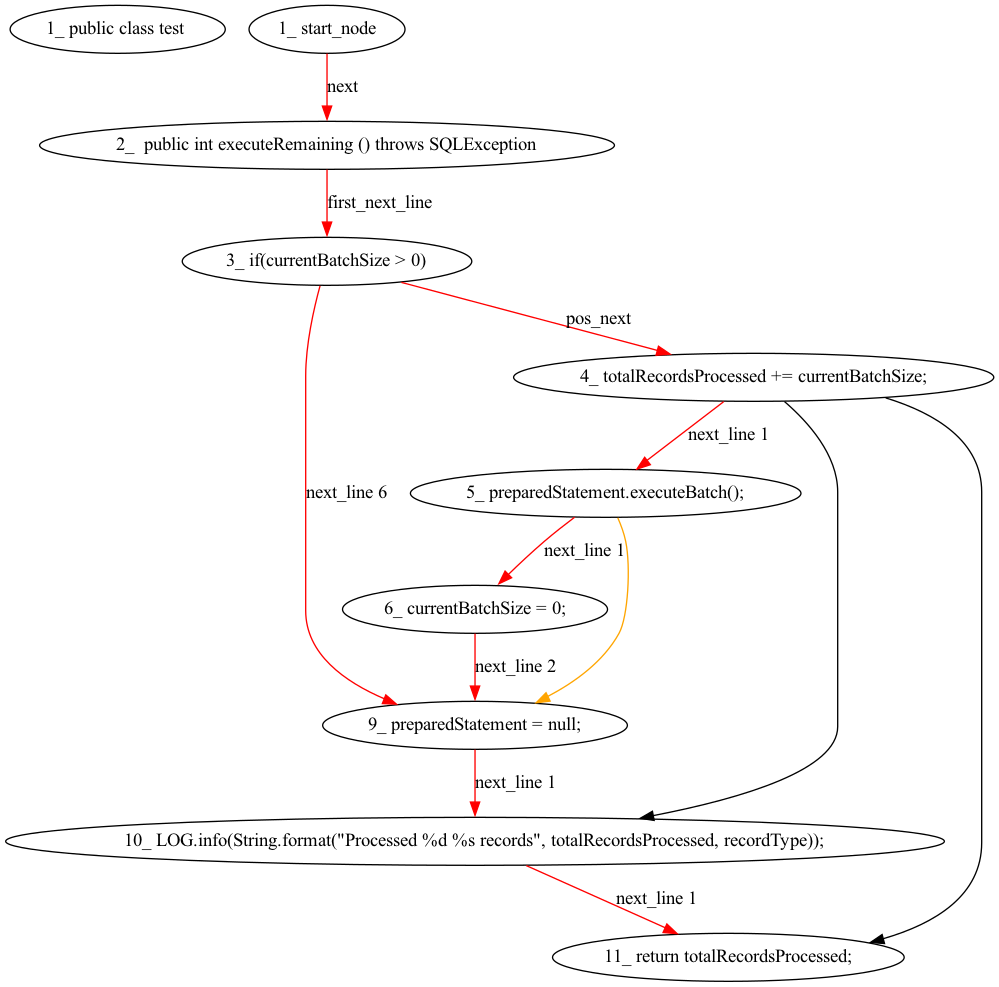 1_ public class test
1_ start_node
next
2_ public int executeRemaining () throws SQLException
first_next_line
3_ if(currentBatchSize > 0)
pos_next
4_ totalRecordsProcessed += currentBatchSize;
next_line 1
next_line 6
5_ preparedStatement.executeBatch();
next_line 1
6_ currentBatchSize = 0;
next_line 2
9_ preparedStatement = null;
next_line 1
10_ LOG.info(String.format("Processed %d %s records", totalRecordsProcessed, recordType));
next_line 1
11_ return totalRecordsProcessed;